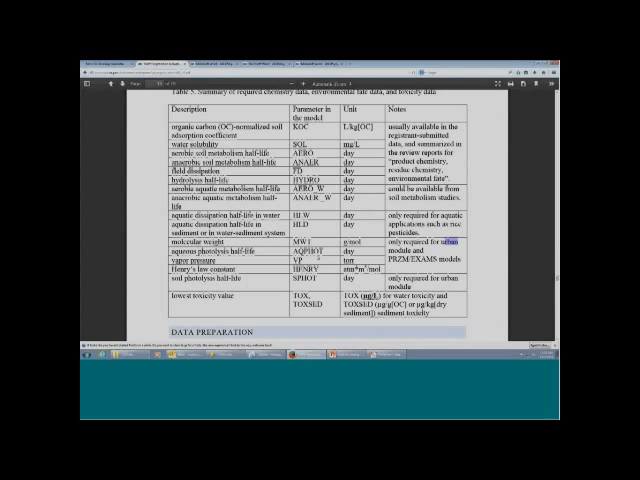 Table 5. Summary of required chemistry data, environmental fate data, and toxicity data
Description Parameter in the model Unit Notes
organic carbon (OC)-normalized soil adsorption coefficient KOC L/kg[OC] usually available in the registrant-submitted data, and summarized in the review reports for "product chemistry, residue chemistry, environmental fate".
water solubility SOL mg/L
aerobic soil metabolism half-life AERO day
anaerobic soil metabolism half-life ANAER day
field dissipation FD day
hydrolysis half-life HYDRO day
aerobic aquatic metabolism half-life AERO_W day could be available from soil metabolism studies.
anaerobic aquatic metabolism half-life ANAER_W day
aquatic dissipation half-life in water HLW day only required for aquatic applications such as rice pesticides.
aquatic dissipation half-life in sediment or in water-sediment system HLD day
molecular weight MWT g/mol only required for urban module and PRZM/EXAMS models
aqueous photolysis half-life AQPHOT day
vapor pressure VP torr
Henry's law constant HENRY atm*m³/mol
soil photolysis half-life SPHOT day only required for urban module
lowest toxicity value TOX, TOXSED TOX (µg/L) for water toxicity and TOXSED (µg/g[OC] or µg/kg[dry sediment]) sediment toxicity
DATA PREPARATION